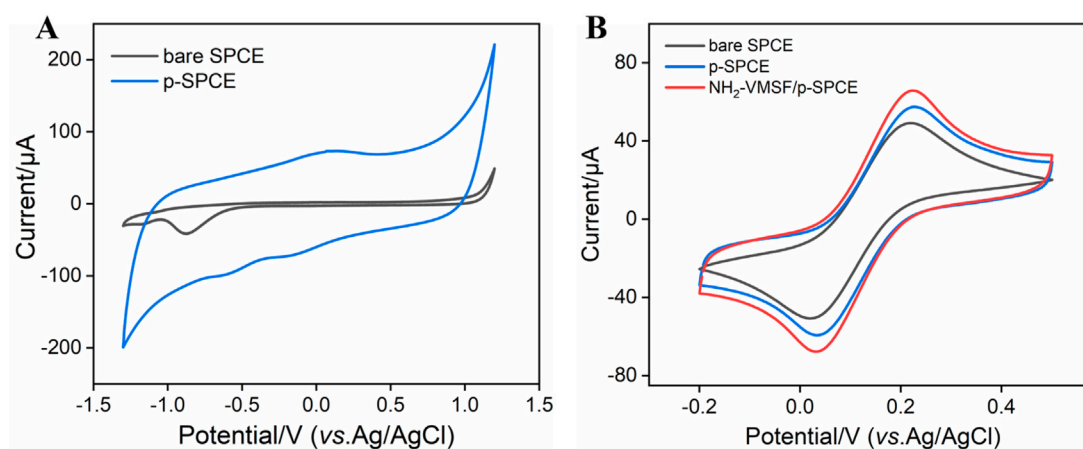 A
bare SPCE
p-SPCE
200
100
0
-100
-200
-1.5
-1.0
-0.5
0.0
0.5
1.0
1.5
Current/μA
Potential/V (vs.Ag/AgCl)
B
bare SPCE
p-SPCE
NH₂-VMSF/p-SPCE
80
40
0
-40
-80
-0.2
0.0
0.2
0.4
Current/μA
Potential/V (vs.Ag/AgCl)